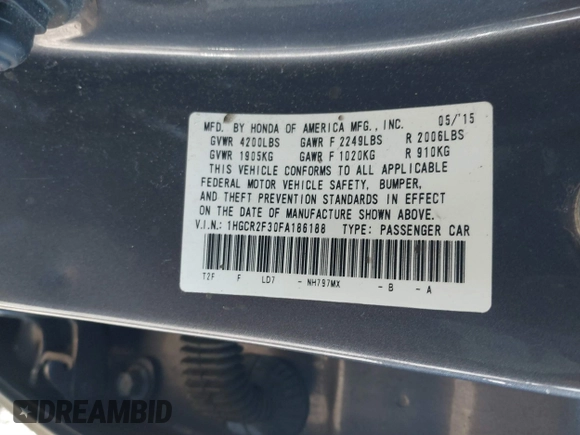 MFD. BY HONDA OF AMERICA MFG., INC. 05/'15
GVWR 4200LBS GAWR F 2249LBS R 2006LBS
GVWR 1905KG GAWR F 1020KG R 910KG
THIS VEHICLE CONFORMS TO ALL APPLICABLE
FEDERAL MOTOR VEHICLE SAFETY, BUMPER,
AND THEFT PREVENTION STANDARDS IN EFFECT
ON THE DATE OF MANUFACTURE SHOWN ABOVE.
V.I.N.: 1HGCR2F30FA186188 TYPE: PASSENGER CAR
T2F F LD7 - NH797MX - B - A
DREAMBID